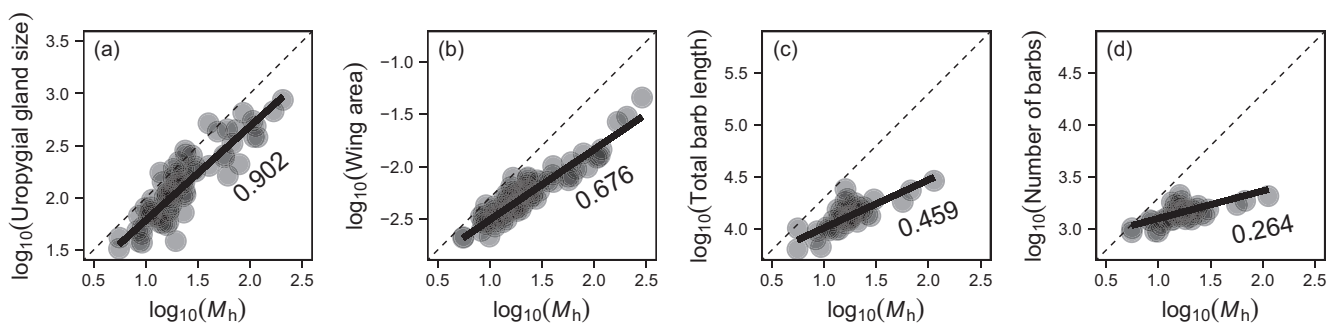 (a)
log10(Uropygial gland size)
3.5
3.0
2.5
2.0
1.5
0.902
0.5 1.0 1.5 2.0 2.5
log10(Mh)
(b)
log10(Wing area)
−1.0
−1.5
−2.0
−2.5
0.676
0.5 1.0 1.5 2.0 2.5
log10(Mh)
(c)
log10(Total barb length)
5.5
5.0
4.5
4.0
0.459
0.5 1.0 1.5 2.0 2.5
log10(Mh)
(d)
log10(Number of barbs)
4.5
4.0
3.5
3.0
0.264
0.5 1.0 1.5 2.0 2.5
log10(Mh)